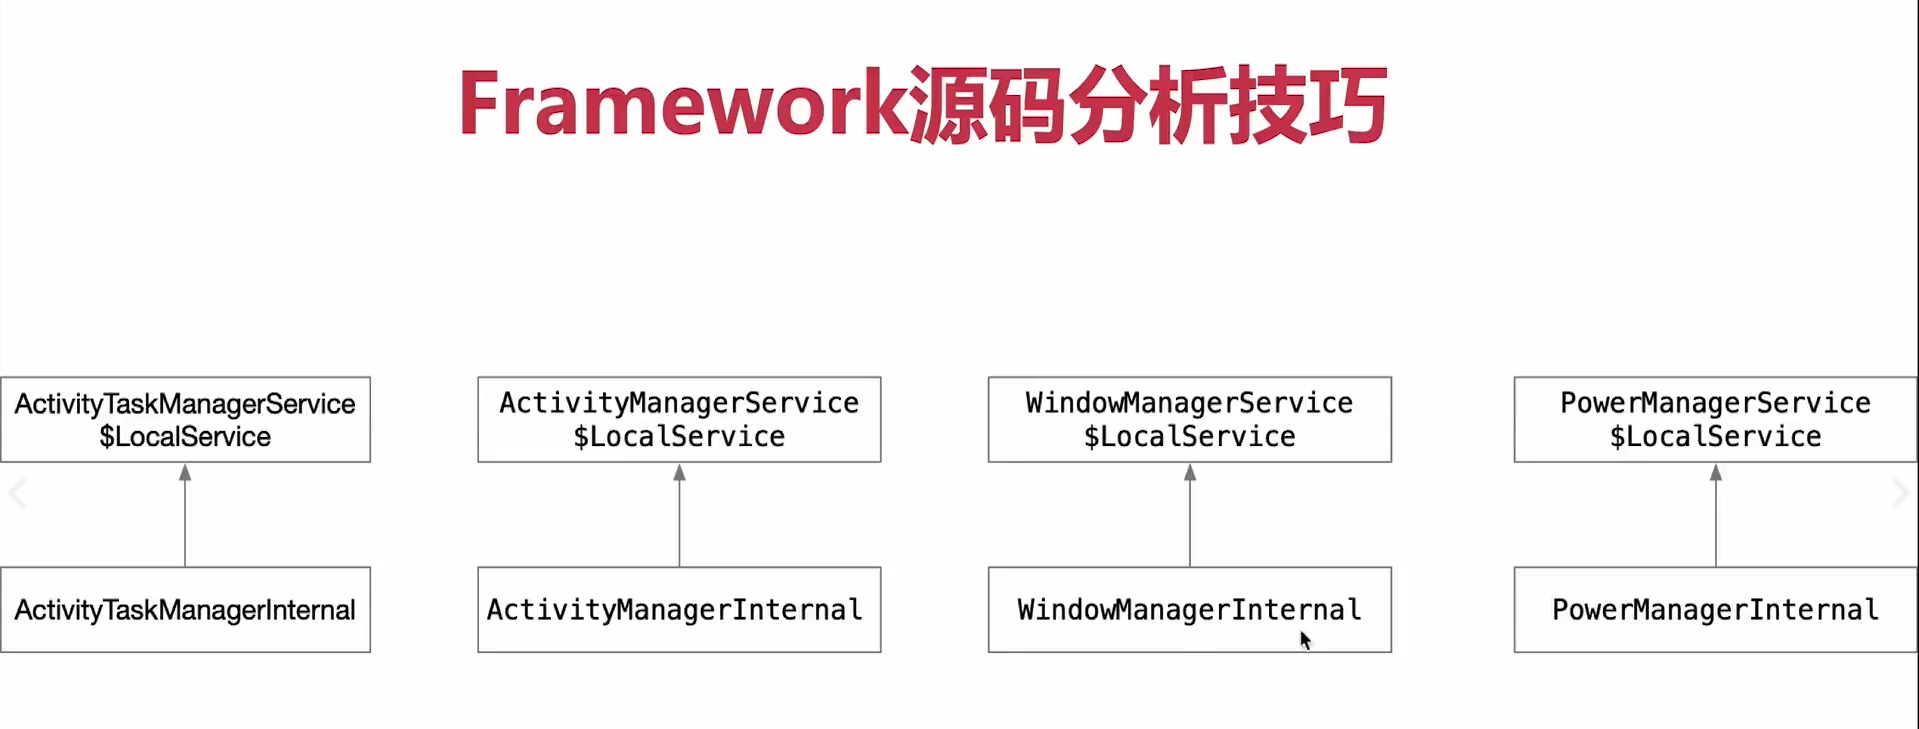 Framework源码分析技巧
ActivityTaskManagerService
$LocalService
ActivityManagerService
$LocalService
WindowManagerService
$LocalService
PowerManagerService
$LocalService
ActivityTaskManagerInternal
ActivityManagerInternal
WindowManagerInternal
PowerManagerInternal